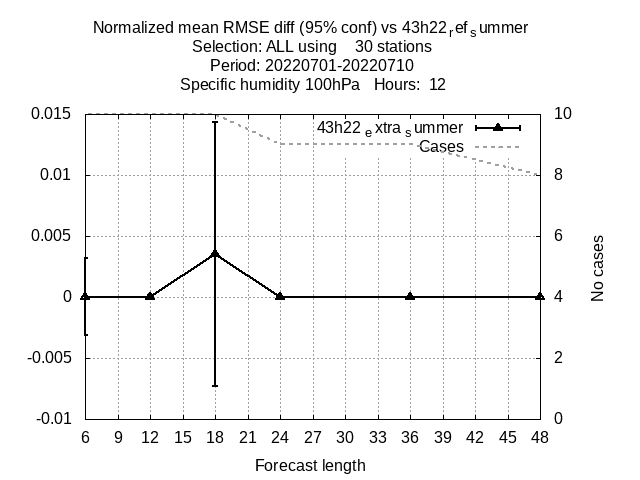 Normalized mean RMSE diff (95% conf) vs 43h22refsummer
Selection: ALL using 30 stations
Period: 20220701-20220710
Specific humidity 100hPa Hours: 12
0.015 10
43h22extrasummer
Cases
0.01 8
0.005 6
No cases
0 4
-0.005 2
-0.01 0
6 9 12 15 18 21 24 27 30 33 36 39 42 45 48
Forecast length